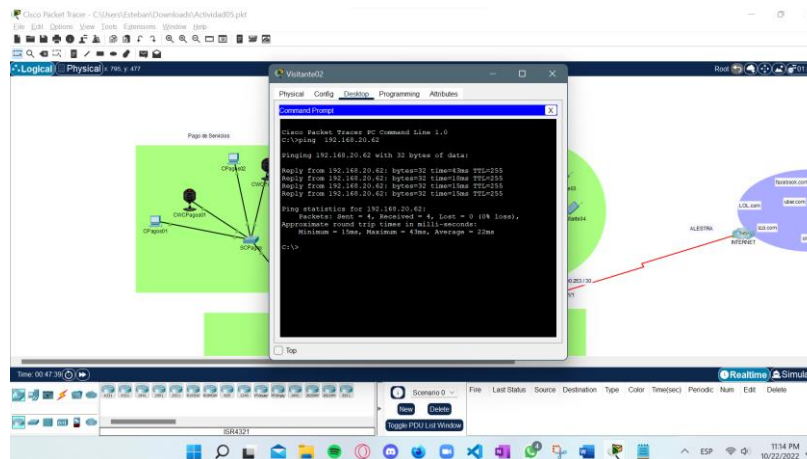 Cisco Packet Tracer - C:\Users\Esteban\Downloads\Actividad05.pkt
File Edit Options View Tools Extensions Window Help
Logical Physical x: 795, y: 477
Root
Visitante02
Physical Config Desktop Programming Attributes
Command Prompt
X
Cisco Packet Tracer PC Command Line 1.0
C:\>ping 192.168.20.62
Pinging 192.168.20.62 with 32 bytes of data:
Reply from 192.168.20.62: bytes=32 time=43ms TTL=255
Reply from 192.168.20.62: bytes=32 time=18ms TTL=255
Reply from 192.168.20.62: bytes=32 time=15ms TTL=255
Reply from 192.168.20.62: bytes=32 time=15ms TTL=255
Ping statistics for 192.168.20.62:
Packets: Sent = 4, Received = 4, Lost = 0 (0% loss),
Approximate round trip times in milli-seconds:
Minimum = 15ms, Maximum = 43ms, Average = 22ms
C:\>
Top
Pago de Servicios
CPagos02
CWCPagos01
CPagos01
SCPagos
ALESTRA
INTERNET
LOL.com
uber.com
Time: 00:47:39
Realtime
Scenario 0
New Delete
Toggle PDU List Window
Fire Last Status Source Destination Type Color Time(sec) Periodic Num Edit Delete
ISR4321
ESP
11:14 PM
10/22/2022